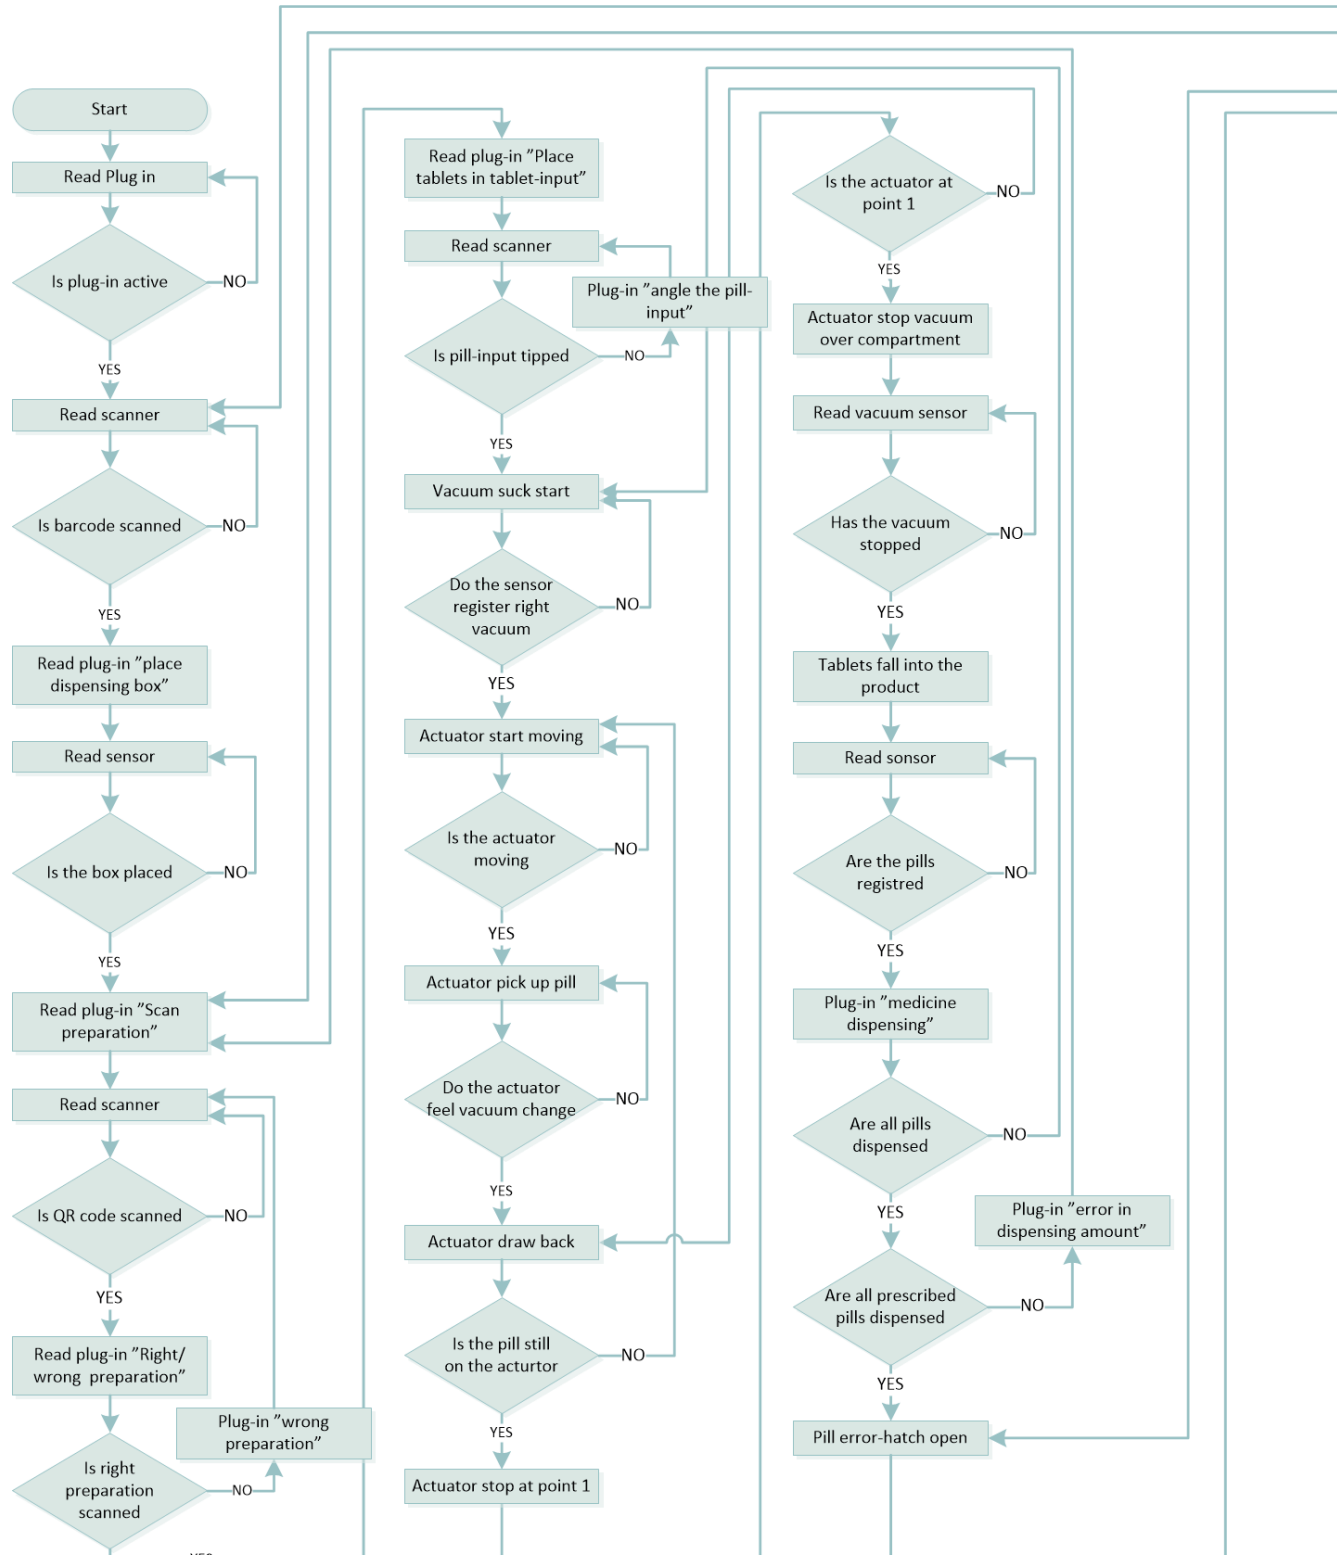 Start
Read Plug in
Is plug-in active
NO
YES
Read scanner
Is barcode scanned
NO
YES
Read plug-in ”place
dispensing box”
Read sensor
Is the box placed
NO
YES
Read plug-in ”Scan
preparation”
Read scanner
Is QR code scanned
NO
YES
Read plug-in ”Right/
wrong preparation”
Plug-in ”wrong
preparation”
Is right
preparation
scanned
NO
YES
Read plug-in ”Place
tablets in tablet-input”
Read scanner
Plug-in ”angle the pill-
input”
Is pill-input tipped
NO
YES
Vacuum suck start
Do the sensor
register right
vacuum
NO
YES
Actuator start moving
Is the actuator
moving
NO
YES
Actuator pick up pill
Do the actuator
feel vacuum change
NO
YES
Actuator draw back
Is the pill still
on the acturtor
NO
YES
Actuator stop at point 1
Is the actuator at
point 1
NO
YES
Actuator stop vacuum
over compartment
Read vacuum sensor
Has the vacuum
stopped
NO
YES
Tablets fall into the
product
Read sonsor
Are the pills
registred
NO
YES
Plug-in ”medicine
dispensing”
Are all pills
dispensed
NO
YES
Plug-in ”error in
dispensing amount”
Are all prescribed
pills dispensed
NO
YES
Pill error-hatch open